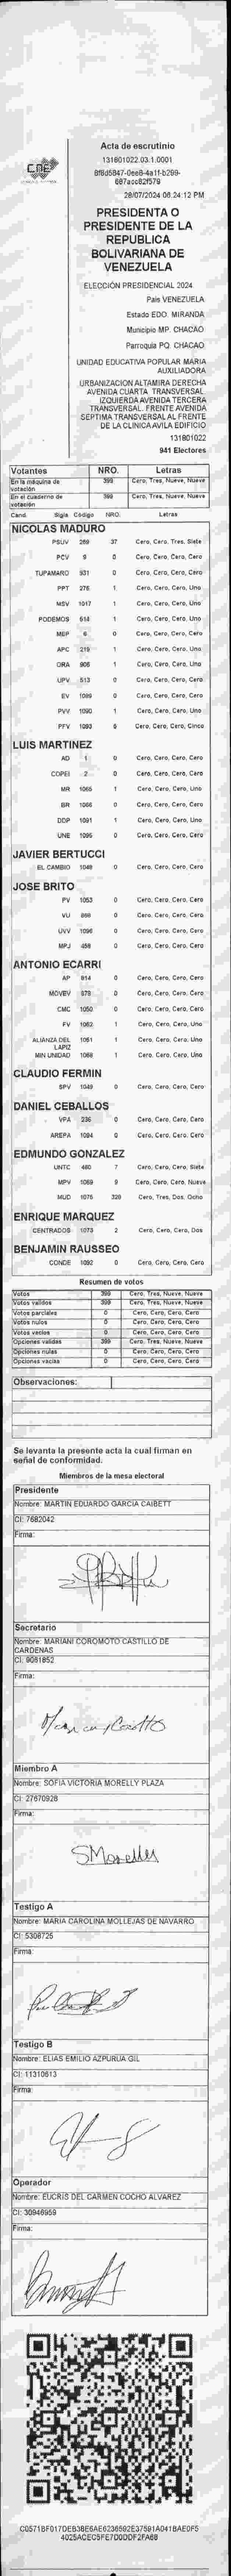 CNE
Acta de escrutinio
131601022.03.1.0001
28/07/2024 06:24:12 PM
PRESIDENTA O
PRESIDENTE DE LA
REPUBLICA
BOLIVARIANA DE
VENEZUELA
ELECCIÓN PRESIDENCIAL 2024
País VENEZUELA
Estado EDO. MIRANDA
Municipio MP. CHACAO
Parroquia PQ. CHACAO
UNIDAD EDUCATIVA POPULAR MARIA
AUXILIADORA
URBANIZACION ALTAMIRA DERECHA
AVENIDA CUARTA TRANSVERSAL.
IZQUIERDA AVENIDA TERCERA
TRANSVERSAL. FRENTE AVENIDA
SEPTIMA TRANSVERSAL AL FRENTE
DE LA CLINICA AVILA EDIFICIO
131601022
941 Electores
Votantes NRO. Letras
En la máquina de votación 399 Cero, Tres, Nueve, Nueve
En el cuaderno de votación 399 Cero, Tres, Nueve, Nueve
Cand. Sigla Código NRO. Letras
NICOLAS MADURO
PSUV 269 37 Cero, Cero, Tres, Siete
PCV 9 0 Cero, Cero, Cero, Cero
TUPAMARO 931 0 Cero, Cero, Cero, Cero
PPT 275 1 Cero, Cero, Cero, Uno
MSV 1017 1 Cero, Cero, Cero, Uno
PODEMOS 514 1 Cero, Cero, Cero, Uno
MEP 6 0 Cero, Cero, Cero, Cero
APC 219 1 Cero, Cero, Cero, Uno
ORA 906 1 Cero, Cero, Cero, Uno
UPV 513 0 Cero, Cero, Cero, Cero
EV 1089 0 Cero, Cero, Cero, Cero
PVV 1090 1 Cero, Cero, Cero, Uno
PFV 1093 5 Cero, Cero, Cero, Cinco
LUIS MARTINEZ
AD 1 0 Cero, Cero, Cero, Cero
COPEI 2 0 Cero, Cero, Cero, Cero
MR 1065 1 Cero, Cero, Cero, Uno
BR 1066 0 Cero, Cero, Cero, Cero
DDP 1091 1 Cero, Cero, Cero, Uno
UNE 1095 0 Cero, Cero, Cero, Cero
JAVIER BERTUCCI
EL CAMBIO 1048 0 Cero, Cero, Cero, Cero
JOSE BRITO
PV 1053 0 Cero, Cero, Cero, Cero
VU 868 0 Cero, Cero, Cero, Cero
UVV 1096 0 Cero, Cero, Cero, Cero
MPJ 458 0 Cero, Cero, Cero, Cero
ANTONIO ECARRI
AP 914 0 Cero, Cero, Cero, Cero
MOVEV 979 0 Cero, Cero, Cero, Cero
CMC 1050 0 Cero, Cero, Cero, Cero
FV 1052 1 Cero, Cero, Cero, Uno
ALIANZA DEL LAPIZ 1051 1 Cero, Cero, Cero, Uno
MIN UNIDAD 1068 1 Cero, Cero, Cero, Uno
CLAUDIO FERMIN
SPV 1049 0 Cero, Cero, Cero, Cero
DANIEL CEBALLOS
VPA 236 0 Cero, Cero, Cero, Cero
AREPA 1094 0 Cero, Cero, Cero, Cero
EDMUNDO GONZALEZ
UNTC 480 7 Cero, Cero, Cero, Siete
MPV 1069 9 Cero, Cero, Cero, Nueve
MUD 1075 328 Cero, Tres, Dos, Ocho
ENRIQUE MARQUEZ
CENTRADOS 1073 2 Cero, Cero, Cero, Dos
BENJAMIN RAUSSEO
CONDE 1092 0 Cero, Cero, Cero, Cero
Resumen de votos
Votos 399 Cero, Tres, Nueve, Nueve
Votos válidos 399 Cero, Tres, Nueve, Nueve
Votos parciales 0 Cero, Cero, Cero, Cero
Votos nulos 0 Cero, Cero, Cero, Cero
Votos vacíos 0 Cero, Cero, Cero, Cero
Opciones válidas 399 Cero, Tres, Nueve, Nueve
Opciones nulas 0 Cero, Cero, Cero, Cero
Opciones vacías 0 Cero, Cero, Cero, Cero
Observaciones:
Se levanta la presente acta la cual firman en
señal de conformidad.
Miembros de la mesa electoral
Presidente
Nombre: MARTIN EDUARDO GARCIA CAIBETT
CI: 7682042
Firma:
Secretario
Nombre: MARIANI COROMOTO CASTILLO DE
CARDENAS
CI: 9061852
Firma:
Miembro A
Nombre: SOFIA VICTORIA MORELLY PLAZA
CI: 27670928
Firma:
SMorelly
Testigo A
Nombre: MARIA CAROLINA MOLLEJAS DE NAVARRO
CI: 5306725
Firma:
Testigo B
Nombre: ELIAS EMILIO AZPURUA GIL
CI: 11310613
Firma:
Operador
Nombre: EUCRIS DEL CARMEN COCHO ALVAREZ
CI: 30946959
Firma: